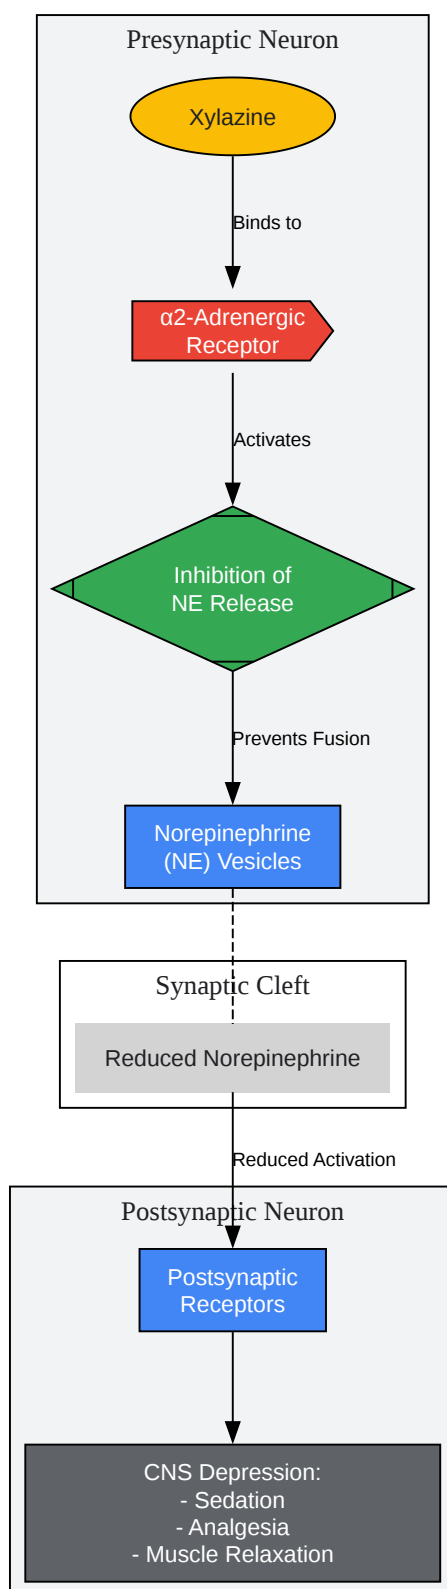 Presynaptic Neuron
Xylazine
Binds to
α2-Adrenergic
Receptor
Activates
Inhibition of
NE Release
Prevents Fusion
Norepinephrine
(NE) Vesicles
Synaptic Cleft
Reduced Norepinephrine
Reduced Activation
Postsynaptic Neuron
Postsynaptic
Receptors
CNS Depression:
- Sedation
- Analgesia
- Muscle Relaxation